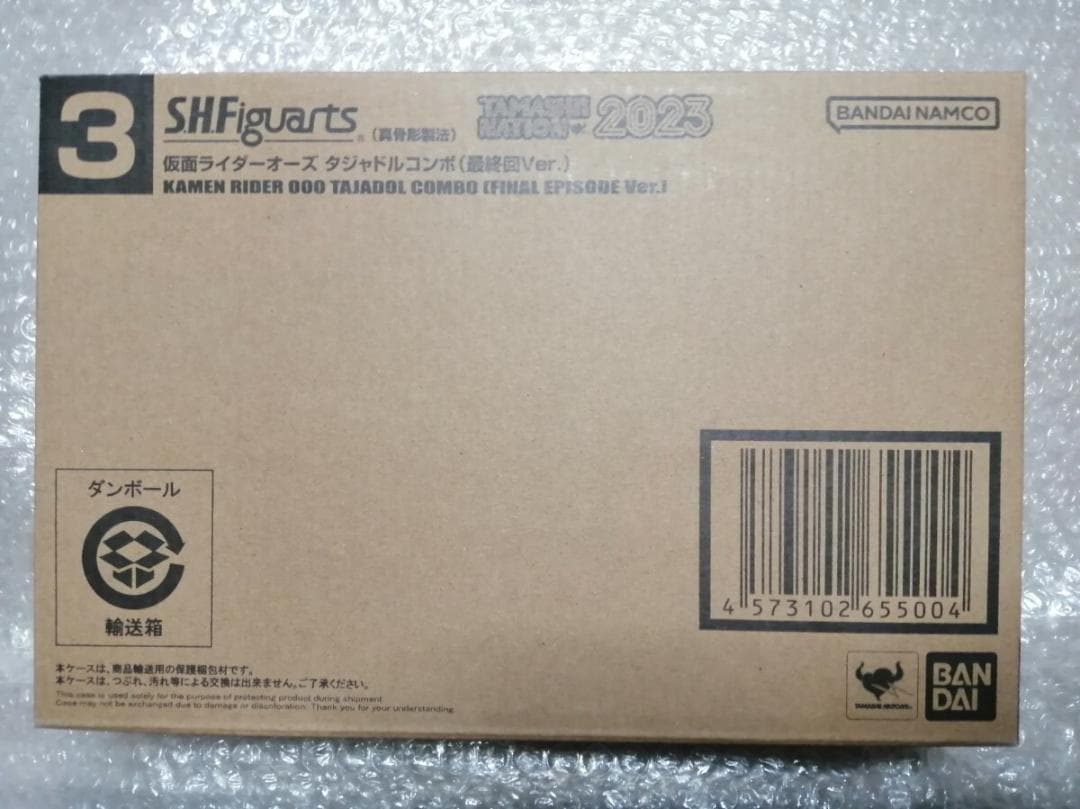 3
S.H.Figuarts
(真骨彫製法)
TAMASHII
NATION
2023
BANDAI NAMCO
仮面ライダーオーズ タジャドルコンボ(最終回Ver.)
KAMEN RIDER OOO TAJADOL COMBO (FINAL EPISODE Ver.)
ダンボール
輸送箱
4 573102 655004
本ケースは、商品輸送用の保護梱包材です。
本ケースは、つぶれ、汚れ等による交換は出来ません。ご了承ください。
This case is used solely for the purpose of protecting product during shipment.
Case may not be exchanged due to damage or discoloration. Thank you for your understanding.
TAMASHII NATIONS
BAN
DAI